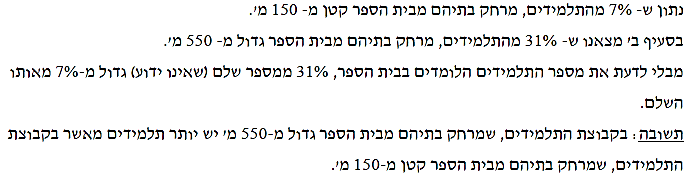 נתון ש- 7% מהתלמידים, מרחק בתיהם מבית הספר קטן מ- 150 מ'.
בסעיף ב' מצאנו ש- 31% מהתלמידים, מרחק בתיהם מבית הספר גדול מ- 550 מ'.
מבלי לדעת את מספר התלמידים הלומדים בבית הספר, 31% ממספר שלם (שאינו ידוע) גדול מ-7% מאותו
השלם.
תשובה: בקבוצת התלמידים, שמרחק בתיהם מבית הספר גדול מ-550 מ' יש יותר תלמידים מאשר בקבוצת
התלמידים, שמרחק בתיהם מבית הספר קטן מ-150 מ'.